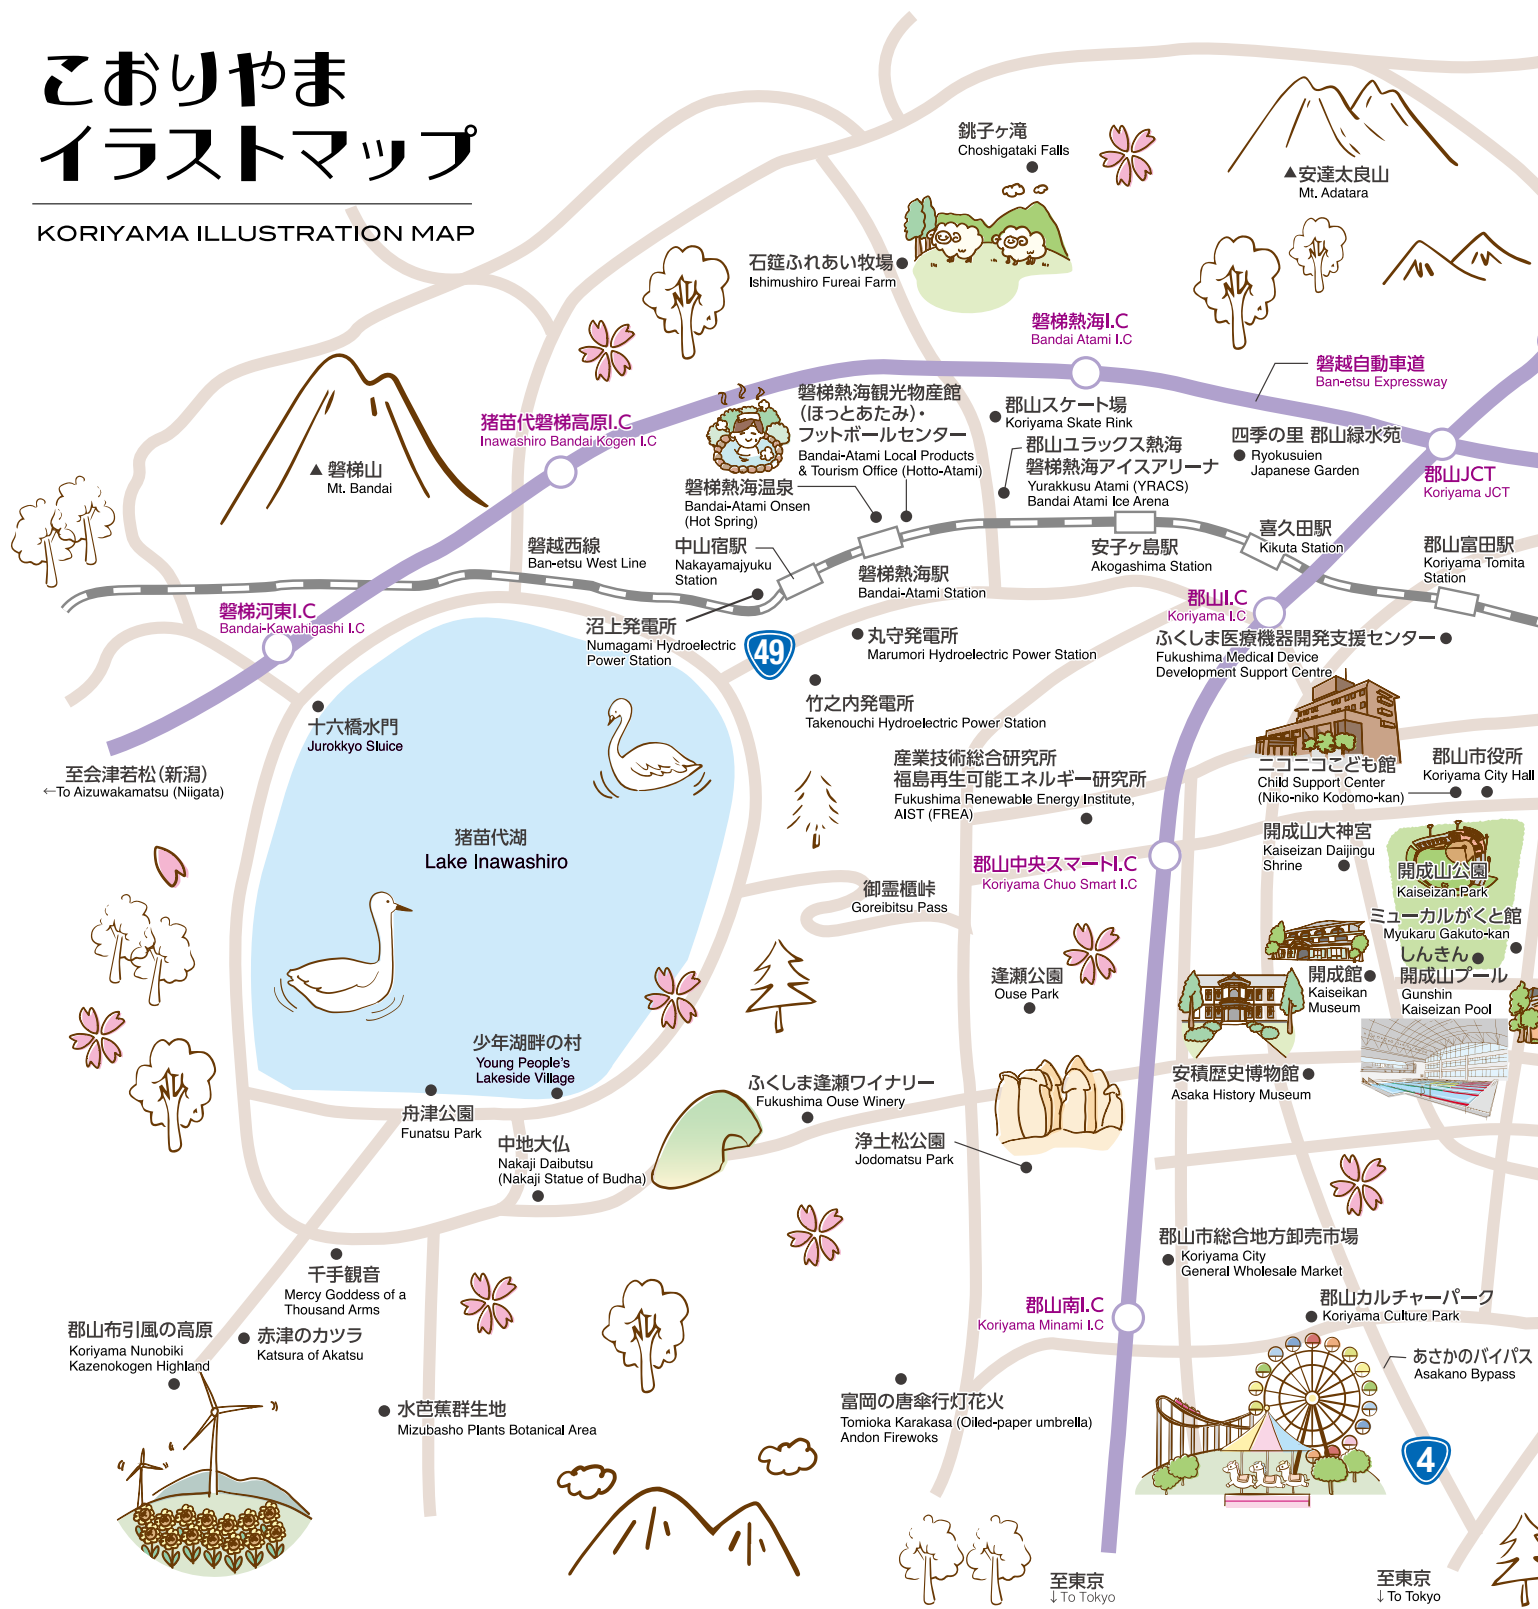 こおりやま
イラストマップ
KORIYAMA ILLUSTRATION MAP
銚子ヶ滝
Choshigataki Falls
▲安達太良山
Mt. Adatara
石筵ふれあい牧場
Ishimushiro Fureai Farm
磐梯熱海I.C
Bandai Atami I.C
磐越自動車道
Ban-etsu Expressway
猪苗代磐梯高原I.C
Inawashiro Bandai Kogen I.C
磐梯熱海観光物産館
(ほっとあたみ)・
フットボールセンター
Bandai-Atami Local Products
& Tourism Office (Hotto-Atami)
郡山スケート場
Koriyama Skate Rink
郡山ユラックス熱海
磐梯熱海アイスアリーナ
Yurakkusu Atami (YRACS)
Bandai Atami Ice Arena
四季の里 郡山緑水苑
Ryokusuien
Japanese Garden
郡山JCT
Koriyama JCT
▲磐梯山
Mt. Bandai
磐梯熱海温泉
Bandai-Atami Onsen
(Hot Spring)
磐越西線
Ban-etsu West Line
中山宿駅
Nakayamajyuku
Station
磐梯熱海駅
Bandai-Atami Station
安子ヶ島駅
Akogashima Station
喜久田駅
Kikuta Station
郡山富田駅
Koriyama Tomita
Station
磐梯河東I.C
Bandai-Kawahigashi I.C
沼上発電所
Numagami Hydroelectric
Power Station
49
丸守発電所
Marumori Hydroelectric Power Station
郡山I.C
Koriyama I.C
ふくしま医療機器開発支援センター
Fukushima Medical Device
Development Support Centre
竹之内発電所
Takenouchi Hydroelectric Power Station
十六橋水門
Jurokkyo Sluice
至会津若松(新潟)
←To Aizuwakamatsu (Niigata)
産業技術総合研究所
福島再生可能エネルギー研究所
Fukushima Renewable Energy Institute,
AIST (FREA)
ニコニコこども館
Child Support Center
(Niko-niko Kodomo-kan)
郡山市役所
Koriyama City Hall
猪苗代湖
Lake Inawashiro
郡山中央スマートI.C
Koriyama Chuo Smart I.C
開成山大神宮
Kaiseizan Daijingu
Shrine
開成山公園
Kaiseizan Park
御霊櫃峠
Goreibitsu Pass
ミューカルがくと館
Myukaru Gakuto-kan
しんきん
開成山プール
Gunshin
Kaiseizan Pool
開成館
Kaiseikan
Museum
逢瀬公園
Ouse Park
少年湖畔の村
Young People's
Lakeside Village
安積歴史博物館
Asaka History Museum
舟津公園
Funatsu Park
ふくしま逢瀬ワイナリー
Fukushima Ouse Winery
中地大仏
Nakaji Daibutsu
(Nakaji Statue of Budha)
浄土松公園
Jodomatsu Park
郡山市総合地方卸売市場
Koriyama City
General Wholesale Market
千手観音
Mercy Goddess of a
Thousand Arms
郡山南I.C
Koriyama Minami I.C
郡山カルチャーパーク
Koriyama Culture Park
郡山布引風の高原
Koriyama Nunobiki
Kazenokogen Highland
赤津のカツラ
Katsura of Akatsu
あさかのバイパス
Asakano Bypass
水芭蕉群生地
Mizubasho Plants Botanical Area
富岡の唐傘行灯花火
Tomioka Karakasa (Oiled-paper umbrella)
Andon Firewoks
4
至東京
↓To Tokyo
至東京
↓To Tokyo